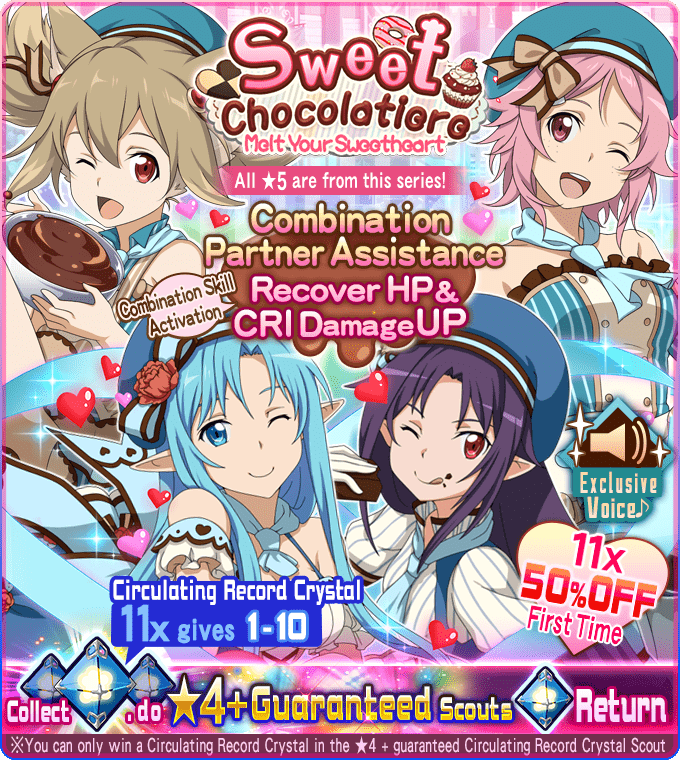 Sweet
Chocolatiere
Melt Your Sweetheart
All ★5 are from this series!
Combination
Partner Assistance
Combination Skill
Activation
Recover HP &
CRI Damage UP
Exclusive
Voice♪
11x
50%OFF
First Time
Circulating Record Crystal
11x gives 1-10
Collect . do ★4+Guaranteed Scouts Return
※You can only win a Circulating Record Crystal in the ★4 + guaranteed Circulating Record Crystal Scout